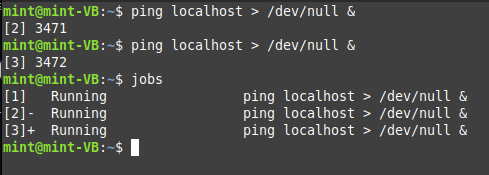 mint@mint-VB:~$ ping localhost > /dev/null &
[2] 3471
mint@mint-VB:~$ ping localhost > /dev/null &
[3] 3472
mint@mint-VB:~$ jobs
[1]   Running                 ping localhost > /dev/null &
[2]-  Running                 ping localhost > /dev/null &
[3]+  Running                 ping localhost > /dev/null &
mint@mint-VB:~$